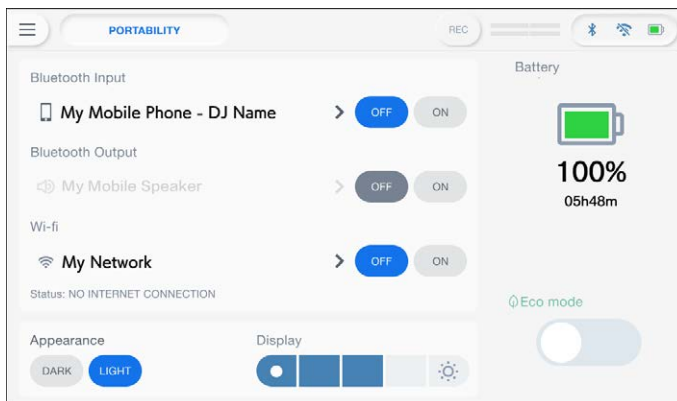 PORTABILITY
REC
Bluetooth Input
My Mobile Phone - DJ Name
OFF ON
Bluetooth Output
My Mobile Speaker
OFF ON
Wi-fi
My Network
OFF ON
Status: NO INTERNET CONNECTION
Appearance
DARK LIGHT
Display
Battery
100%
05h48m
Eco mode